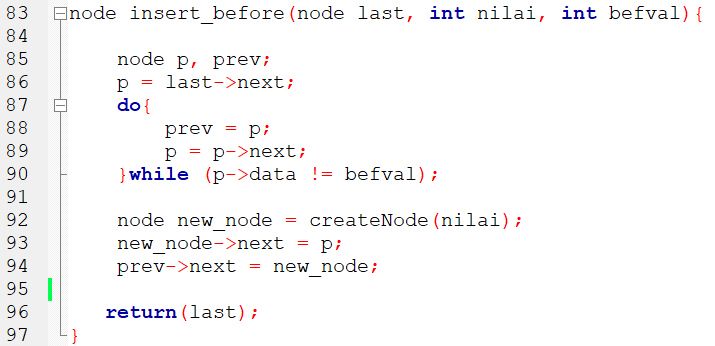 83 node insert_before(node last, int nilai, int befval){
84
85     node p, prev;
86     p = last->next;
87     do{
88         prev = p;
89         p = p->next;
90     }while (p->data != befval);
91
92     node new_node = createNode(nilai);
93     new_node->next = p;
94     prev->next = new_node;
95
96    return(last);
97 }